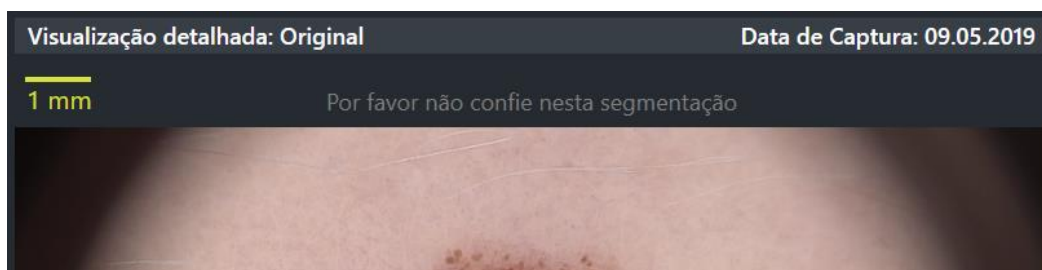 Visualização detalhada: Original Data de Captura: 09.05.2019
1 mm Por favor não confie nesta segmentação